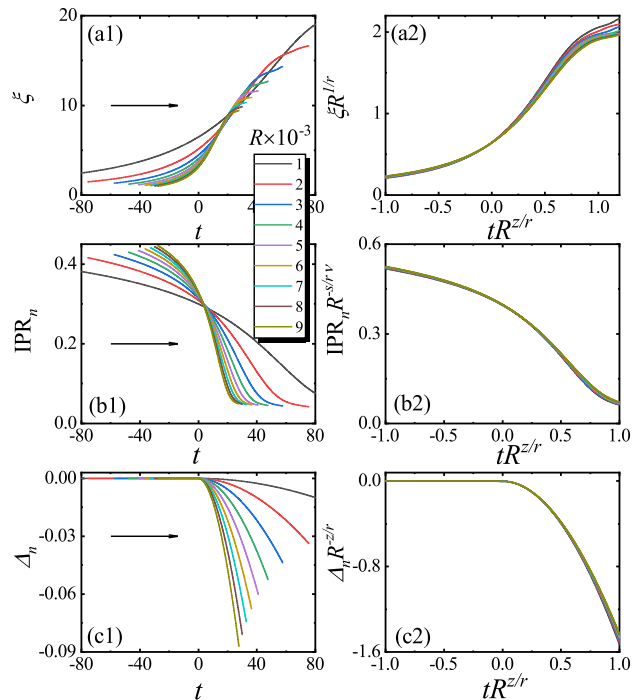 (a1)
20
10
0
ξ
-80 -40 0 40 80
t
(a2)
3
2
1
0
ξR^{1/r}
-1.0 -0.5 0.0 0.5 1.0
tR^{z/r}
R×10^{-3}
1
2
3
4
5
6
7
8
9
(b1)
0.4
0.2
0.0
IPR_n
-80 -40 0 40 80
t
(b2)
0.6
0.3
0.0
IPR_nR^{-s/rν}
-1.0 -0.5 0.0 0.5 1.0
tR^{z/r}
(c1)
0.00
-0.03
-0.06
-0.09
Δ_n
-80 -40 0 40 80
t
(c2)
0.0
-0.8
-1.6
Δ_nR^{-z/r}
-1.0 -0.5 0.0 0.5 1.0
tR^{z/r}